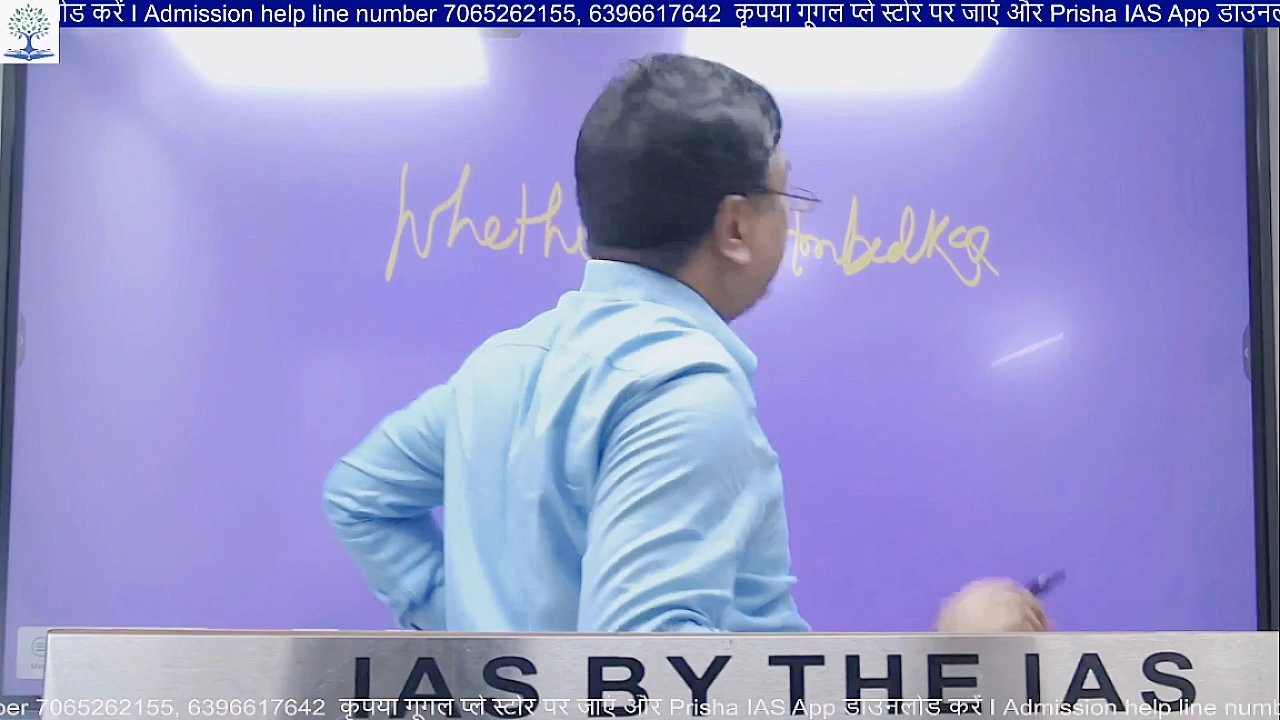 ोड करें I Admission help line number 7065262155, 6396617642 कृपया गूगल प्ले स्टोर पर जाएं और Prisha IAS App डाउनल
Whethe
IAS BY THE IAS
ber 7065262155, 6396617642 कृपया गूगल प्ले स्टोर पर जाएं और Prisha IAS App डाउनलोड करें I Admission help line numb